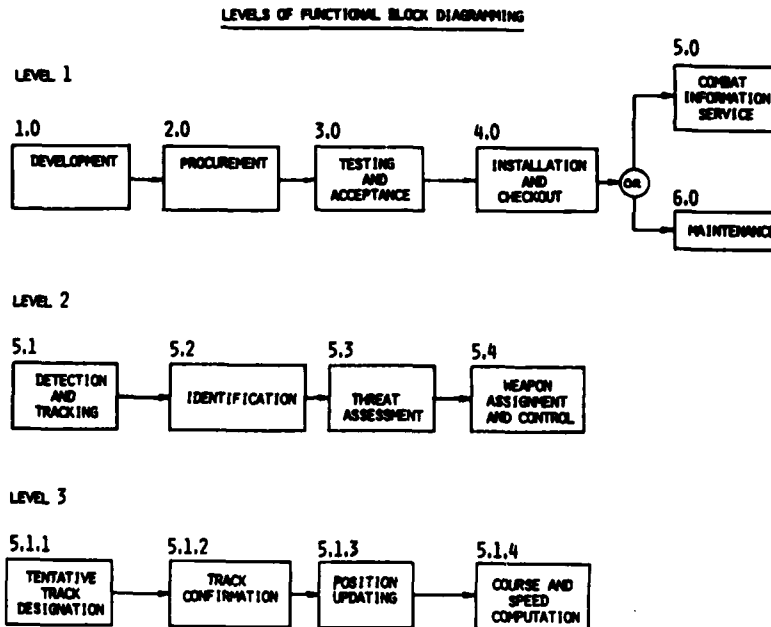 LEVELS OF FUNCTIONAL BLOCK DIAGRAMMING
LEVEL 1
1.0
DEVELOPMENT
2.0
PROCUREMENT
3.0
TESTING
AND
ACCEPTANCE
4.0
INSTALLATION
AND
CHECKOUT
OR
5.0
COMBAT
INFORMATION
SERVICE
6.0
MAINTENANCE
LEVEL 2
5.1
DETECTION
AND
TRACKING
5.2
IDENTIFICATION
5.3
THREAT
ASSESSMENT
5.4
WEAPON
ASSIGNMENT
AND CONTROL
LEVEL 3
5.1.1
TENTATIVE
TRACK
DESIGNATION
5.1.2
TRACK
CONFIRMATION
5.1.3
POSITION
UPDATING
5.1.4
COURSE AND
SPEED
COMPUTATION